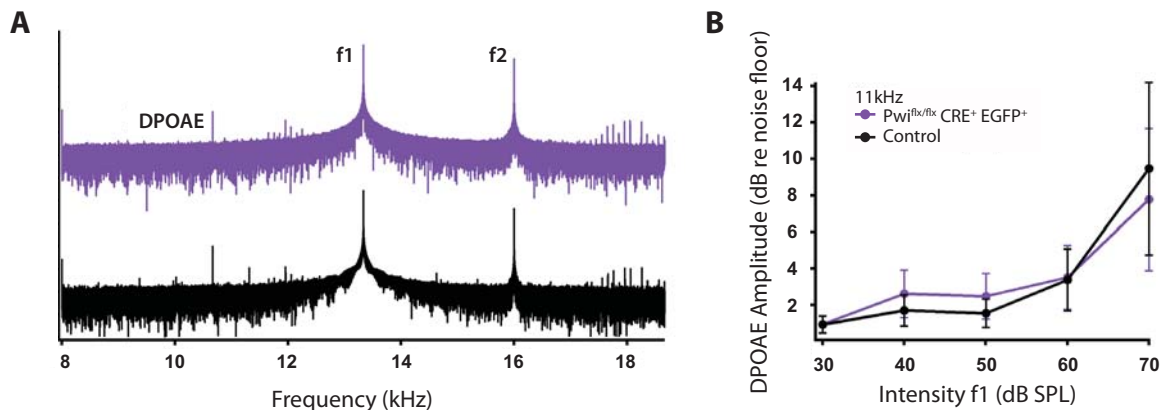 A
f1
f2
DPOAE
8
10
12
14
16
18
Frequency (kHz)
B
DPOAE Amplitude (dB re noise floor)
14
12
10
8
6
4
2
11kHz
Pwi^flx/flx CRE⁺ EGFP⁺
Control
30
40
50
60
70
Intensity f1 (dB SPL)